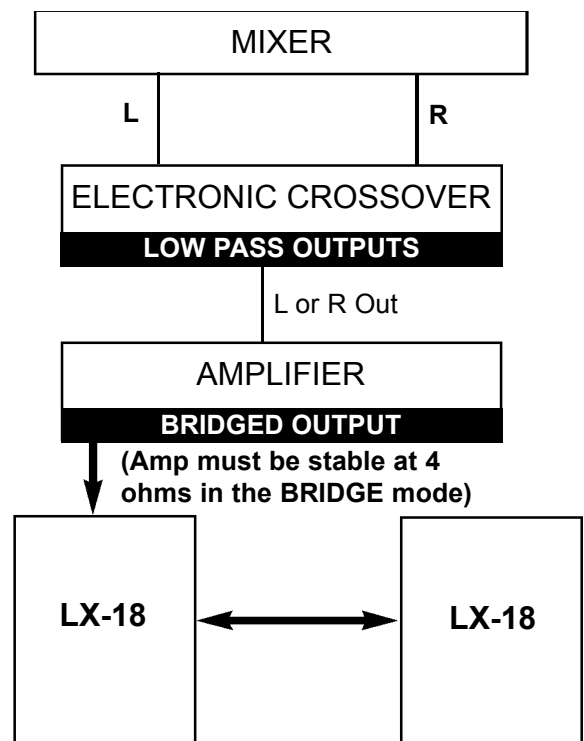 MIXER
L
R
ELECTRONIC CROSSOVER
LOW PASS OUTPUTS
L or R Out
AMPLIFIER
BRIDGED OUTPUT
(Amp must be stable at 4
ohms in the BRIDGE mode)
LX-18
LX-18